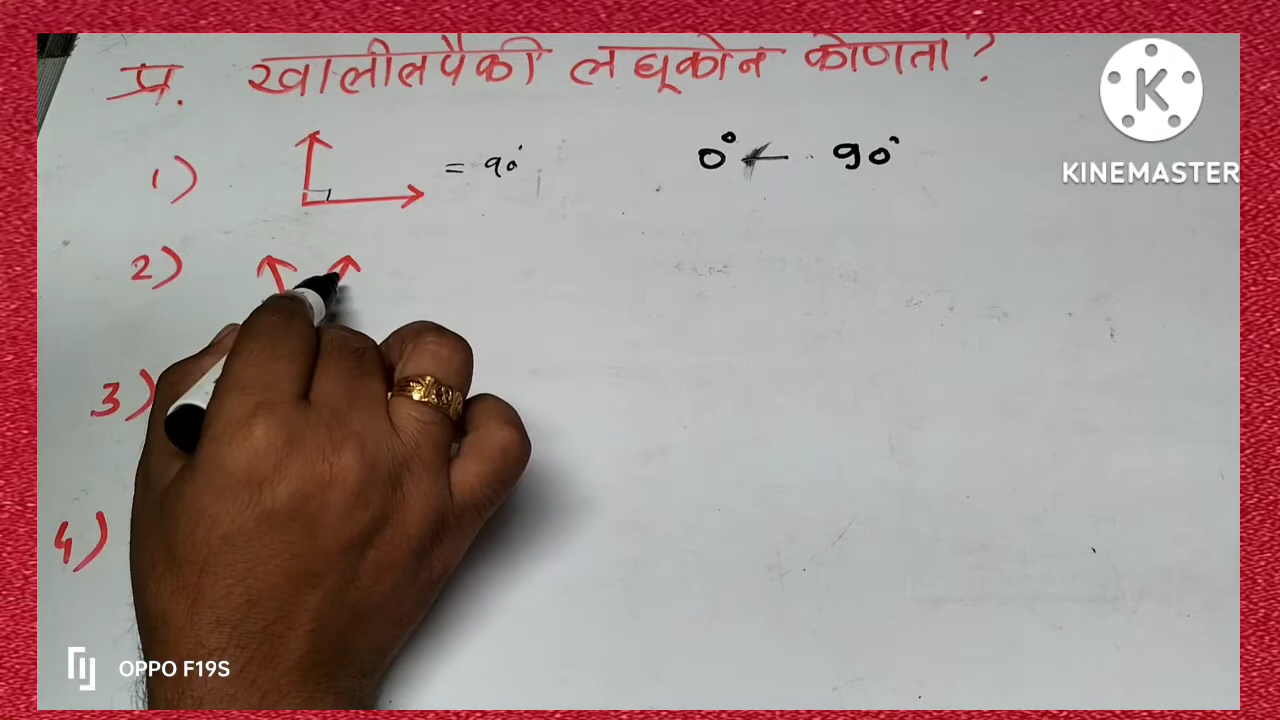 प्र. खालीलपैकी लघूकोन कोणता?
1) = 90° 0° ← 90°
2)
3)
4)
KINEMASTER
OPPO F19S